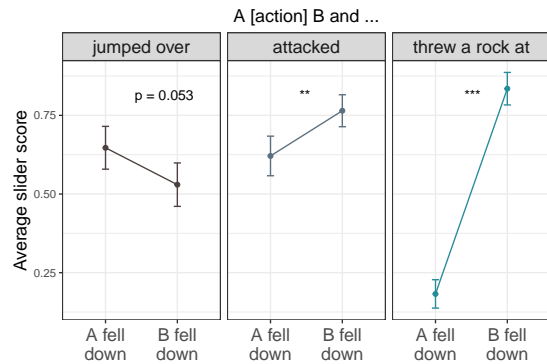 A [action] B and ...
jumped over
attacked
threw a rock at
p = 0.053
**
***
Average slider score
0.75
0.50
0.25
A fell
down
B fell
down
A fell
down
B fell
down
A fell
down
B fell
down